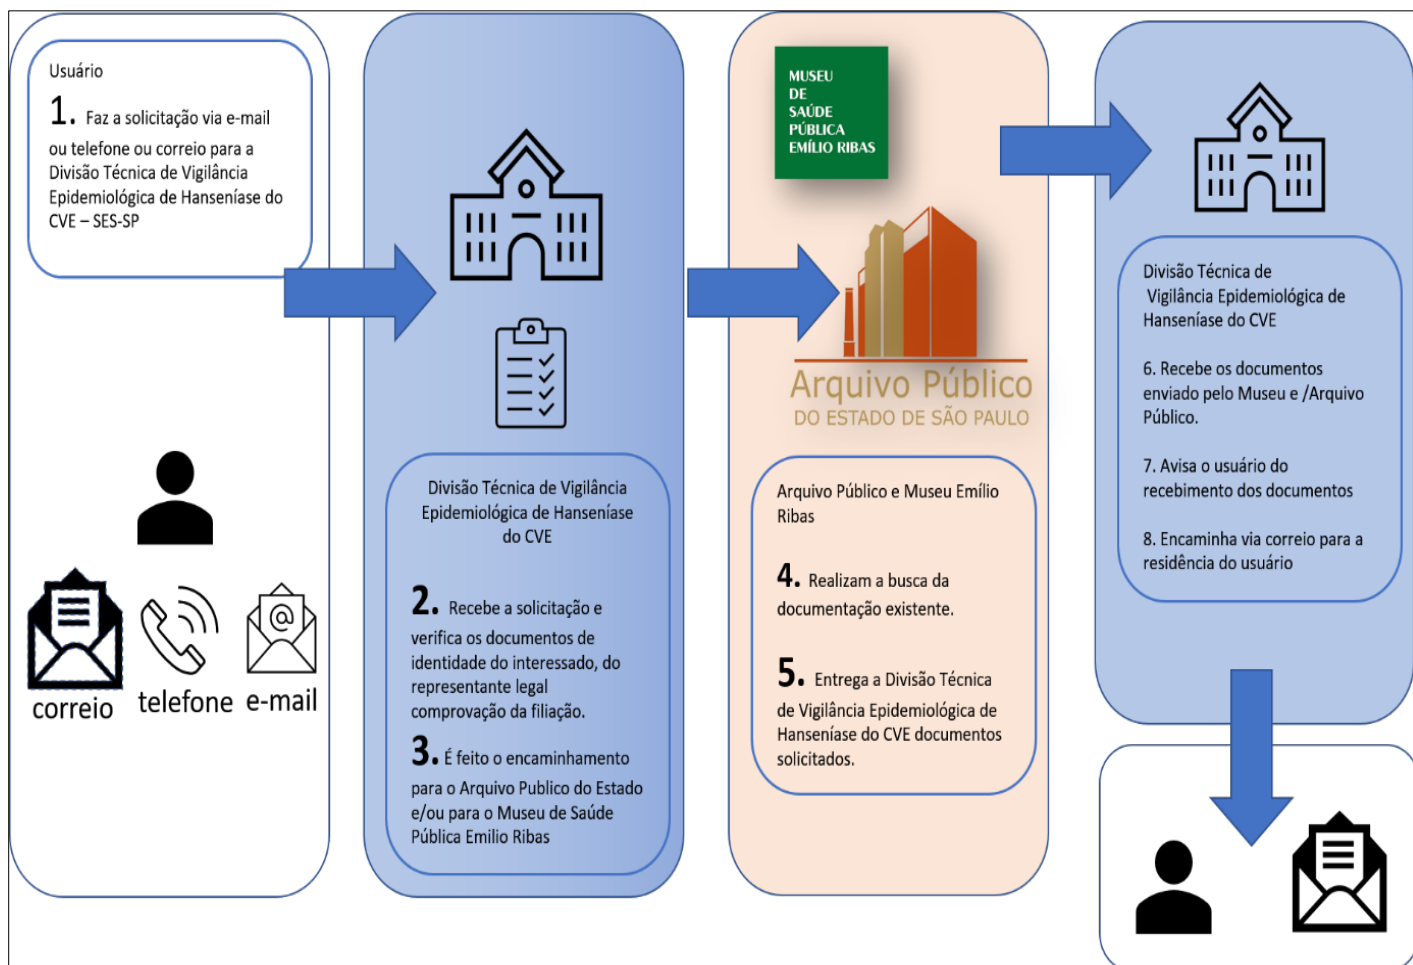 Usuário
1. Faz a solicitação via e-mail
ou telefone ou correio para a
Divisão Técnica de Vigilância
Epidemiológica de Hanseníase do
CVE – SES-SP
correio
telefone
e-mail
Divisão Técnica de Vigilância
Epidemiológica de Hanseníase
do CVE
2. Recebe a solicitação e
verifica os documentos de
identidade do interessado, do
representante legal
comprovação da filiação.
3. É feito o encaminhamento
para o Arquivo Publico do Estado
e/ou para o Museu de Saúde
Pública Emilio Ribas
MUSEU
DE
SAÚDE
PÚBLICA
EMÍLIO RIBAS
Arquivo Público
DO ESTADO DE SÃO PAULO
Arquivo Público e Museu Emílio
Ribas
4. Realizam a busca da
documentação existente.
5. Entrega a Divisão Técnica
de Vigilância Epidemiológica de
Hanseníase do CVE documentos
solicitados.
Divisão Técnica de
Vigilância Epidemiológica de
Hanseníase do CVE
6. Recebe os documentos
enviado pelo Museu e /Arquivo
Público.
7. Avisa o usuário do
recebimento dos documentos
8. Encaminha via correio para a
residência do usuário